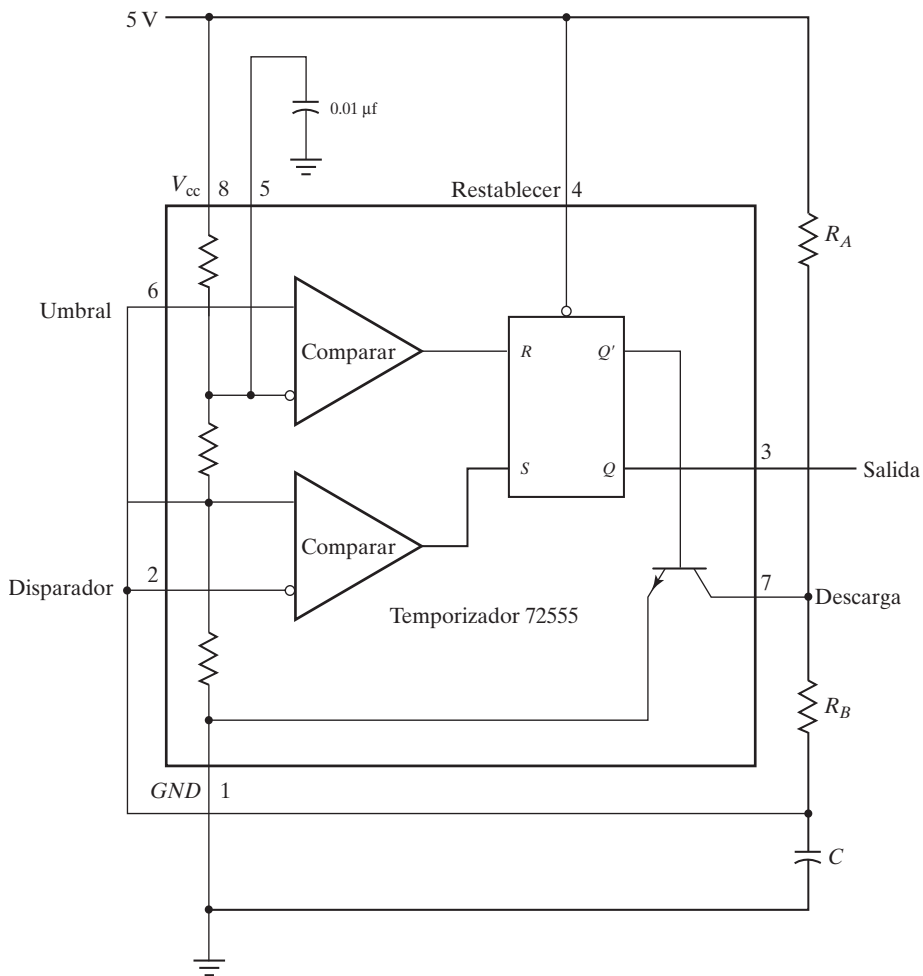 5 V
0.01 µf
V_cc 8 5
Restablecer 4
R_A
6
Umbral
Comparar
R Q'
S Q
3
Salida
Comparar
Disparador 2
7
Descarga
Temporizador 72555
R_B
GND 1
C